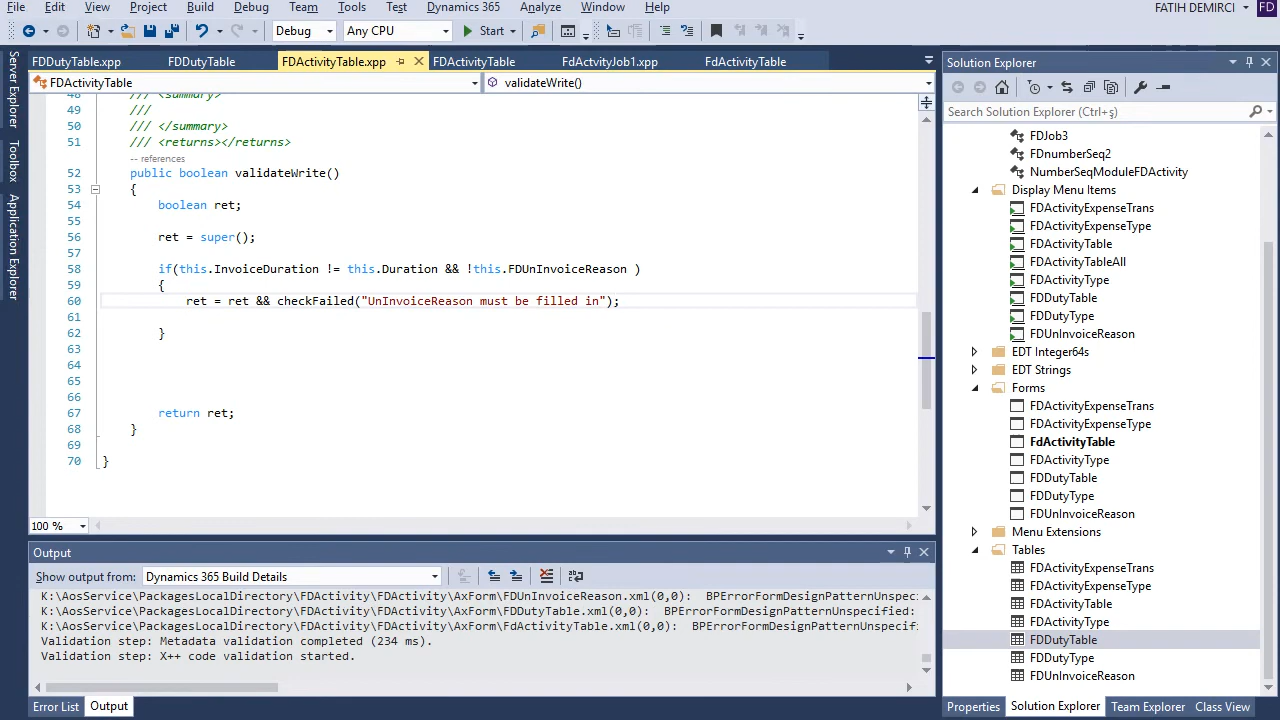 File Edit View Project Build Debug Team Tools Test Dynamics 365 Analyze Window Help FATIH DEMIRCI FD
Debug Any CPU Start
FDDutyTable.xpp FDDutyTable FDActivityTable.xpp FDActivityTable FdActivityJob1.xpp FdActivityTable
FDActivityTable validateWrite()
Server Explorer
Toolbox
Application Explorer
48 /// <summary>
49 ///
50 /// </summary>
51 /// <returns></returns>
-- references
52 public boolean validateWrite()
53 {
54 boolean ret;
55
56 ret = super();
57
58 if(this.InvoiceDuration != this.Duration && !this.FDUnInvoiceReason )
59 {
60 ret = ret && checkFailed("UnInvoiceReason must be filled in");
61
62 }
63
64
65
66
67 return ret;
68 }
69
70 }
100 %
Output
Show output from: Dynamics 365 Build Details
K:\AosService\PackagesLocalDirectory\FDActivity\FDActivity\AxForm\FDUnInvoiceReason.xml(0,0): BPErrorFormDesignPatternUnspecif
K:\AosService\PackagesLocalDirectory\FDActivity\FDActivity\AxForm\FDDutyTable.xml(0,0): BPErrorFormDesignPatternUnspecified:
K:\AosService\PackagesLocalDirectory\FDActivity\FDActivity\AxForm\FdActivityTable.xml(0,0): BPErrorFormDesignPatternUnspecifi
Validation step: Metadata validation completed (234 ms).
Validation step: X++ code validation started.
Error List Output
Solution Explorer
Search Solution Explorer (Ctrl+ş)
FDJob3
FDnumberSeq2
NumberSeqModuleFDActivity
Display Menu Items
FDActivityExpenseTrans
FDActivityExpenseType
FDActivityTable
FDActivityTableAll
FDActivityType
FDDutyTable
FDDutyType
FDUnInvoiceReason
EDT Integer64s
EDT Strings
Forms
FDActivityExpenseTrans
FDActivityExpenseType
FdActivityTable
FDActivityType
FDDutyTable
FDDutyType
FDUnInvoiceReason
Menu Extensions
Tables
FDActivityExpenseTrans
FDActivityExpenseType
FDActivityTable
FDActivityType
FDDutyTable
FDDutyType
FDUnInvoiceReason
Properties Solution Explorer Team Explorer Class View